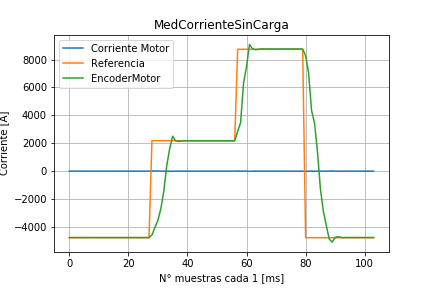 MedCorrienteSinCarga
Corriente Motor
Referencia
EncoderMotor
Corriente [A]
8000
6000
4000
2000
0
−2000
−4000
0 20 40 60 80 100
N° muestras cada 1 [ms]